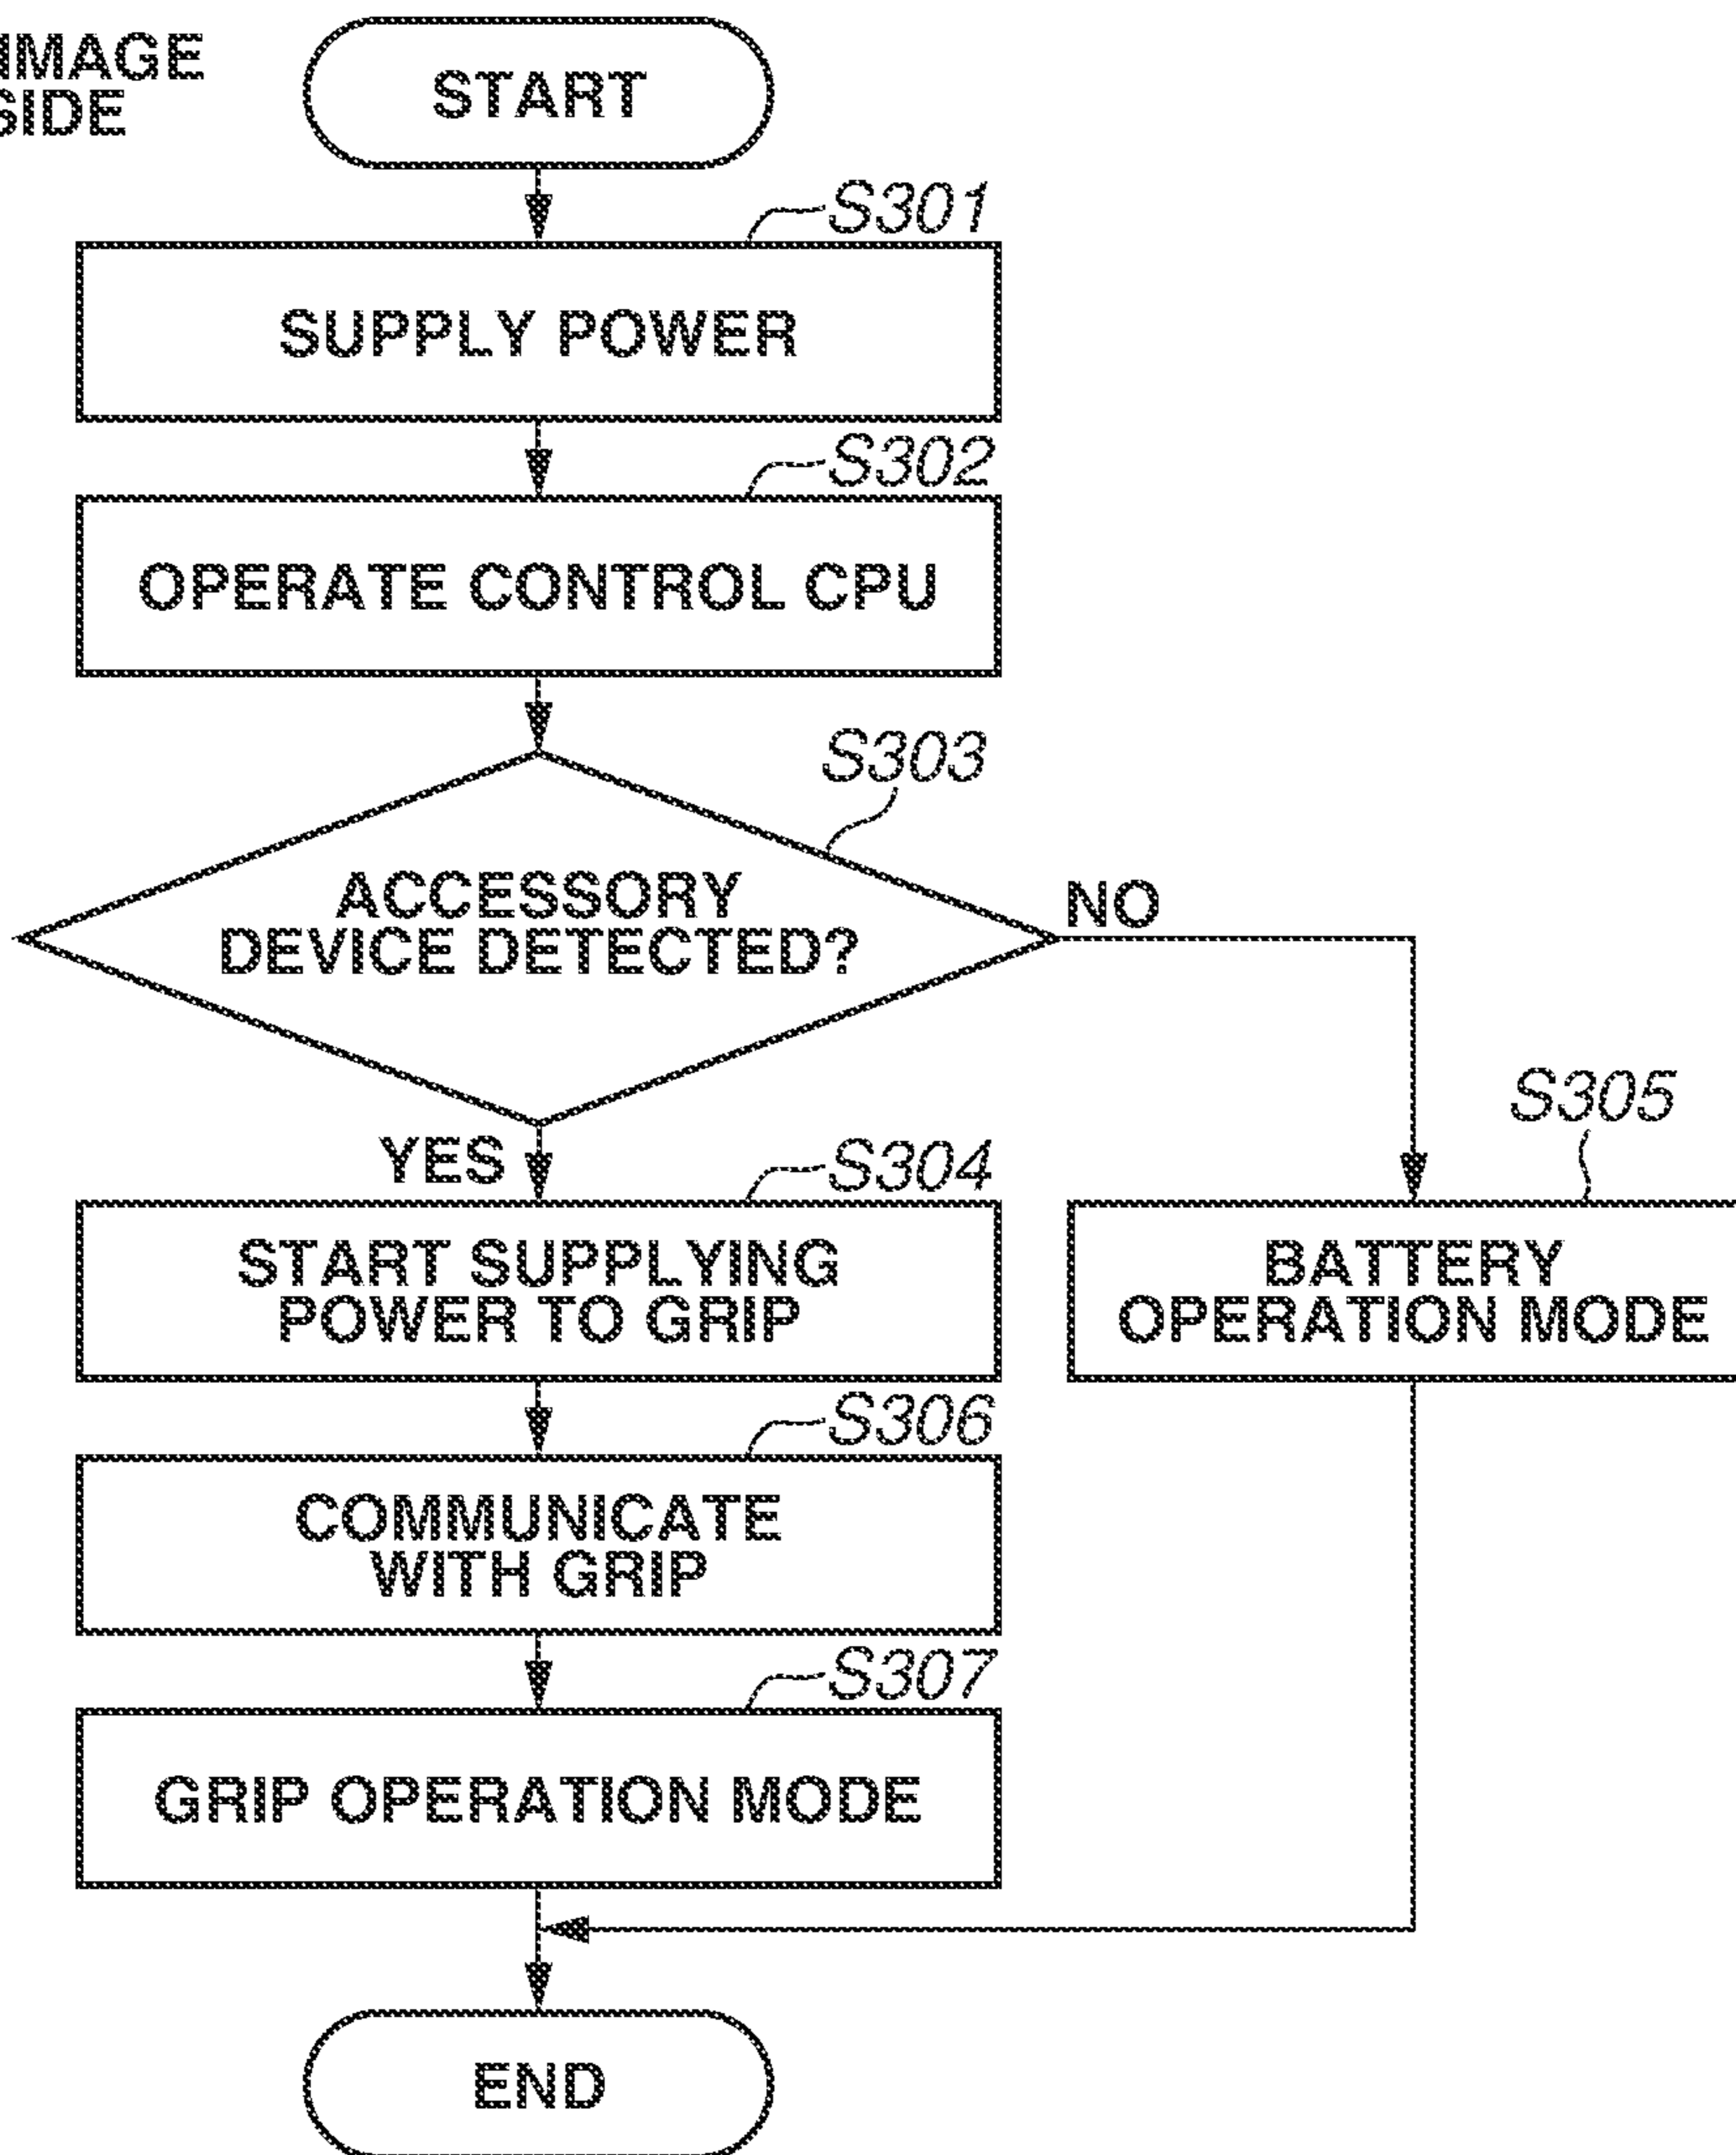 IMAGE
SIDE
START
S301
SUPPLY POWER
S302
OPERATE CONTROL CPU
S303
ACCESSORY
DEVICE DETECTED?
NO
YES
S304
START SUPPLYING
POWER TO GRIP
S305
BATTERY
OPERATION MODE
S306
COMMUNICATE
WITH GRIP
S307
GRIP OPERATION MODE
END